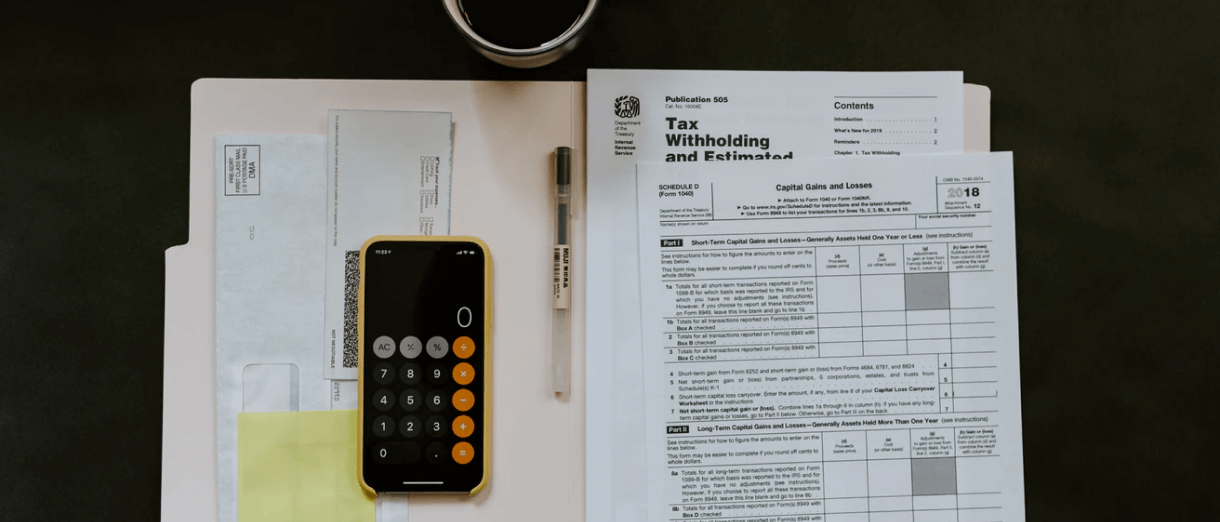 PRE-SORT
FIRST CLASS MAIL
U S POSTAGE PAID
DMA
NOT NEGOTIABLE
11:23
0
AC
%
7 8 9 ×
4 5 6 −
1 2 3 +
0 . =
MUJI
Publication 505
Cat. No.
Department
of the
Treasury
Internal
Revenue
Service
Tax
Withholding
and Estimated
Contents
Introduction . . . . . 1
What's New for 2019 . . . . . 2
Reminders . . . . . 2
Chapter 1. Tax Withholding
SCHEDULE D
(Form 1040)
Department of the Treasury
Internal Revenue Service (99)
Name(s) shown on return
Capital Gains and Losses
▶ Attach to Form 1040 or Form 1040NR.
▶ Go to www.irs.gov/ScheduleD for instructions and the latest information.
▶ Use Form 8949 to list your transactions for lines 1b, 2, 3, 8b, 9, and 10.
OMB No. 1545-0074
2018
Attachment
Sequence No. 12
Your social security number
Part I Short-Term Capital Gains and Losses—Generally Assets Held One Year or Less (see instructions)
See instructions for how to figure the amounts to enter on the
lines below.
This form may be easier to complete if you round off cents to
whole dollars.
(d)
Proceeds
(sales price)
(e)
Cost
(or other basis)
(g)
Adjustments
to gain or loss from
Form(s) 8949, Part I,
line 2, column (g)
(h) Gain or (loss)
Subtract column (e)
from column (d) and
combine the result
with column (g)
1a Totals for all short-term transactions reported on Form
1099-B for which basis was reported to the IRS and for
which you have no adjustments (see instructions).
However, if you choose to report all these transactions
on Form 8949, leave this line blank and go to line 1b
1b Totals for all transactions reported on Form(s) 8949 with
Box A checked
2 Totals for all transactions reported on Form(s) 8949 with
Box B checked
3 Totals for all transactions reported on Form(s) 8949 with
Box C checked
4 Short-term gain from Form 6252 and short-term gain or (loss) from Forms 4684, 6781, and 8824 4
5 Net short-term gain or (loss) from partnerships, S corporations, estates, and trusts from
Schedule(s) K-1 5
6 Short-term capital loss carryover. Enter the amount, if any, from line 8 of your Capital Loss Carryover
Worksheet in the instructions 6 ( )
7 Net short-term capital gain or (loss). Combine lines 1a through 6 in column (h). If you have any long-
term capital gains or losses, go to Part II below. Otherwise, go to Part III on the back 7
Part II Long-Term Capital Gains and Losses—Generally Assets Held More Than One Year (see instructions)
See instructions for how to figure the amounts to enter on the
lines below.
This form may be easier to complete if you round off cents to
whole dollars.
(d)
Proceeds
(sales price)
(e)
Cost
(or other basis)
(g)
Adjustments
to gain or loss from
Form(s) 8949, Part II,
line 2, column (g)
(h) Gain or (loss)
Subtract column (e)
from column (d) and
combine the result
with column (g)
8a Totals for all long-term transactions reported on Form
1099-B for which basis was reported to the IRS and for
which you have no adjustments (see instructions).
However, if you choose to report all these transactions
on Form 8949, leave this line blank and go to line 8b
8b Totals for all transactions reported on Form(s) 8949 with
Box D checked